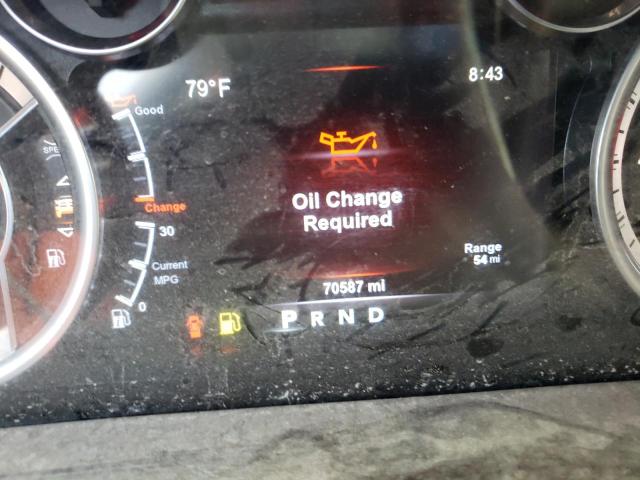 79°F
8:43
Good
Oil Change
Required
Change
30
Current
MPG
0
Range
54 mi
70587 mi
P R N D